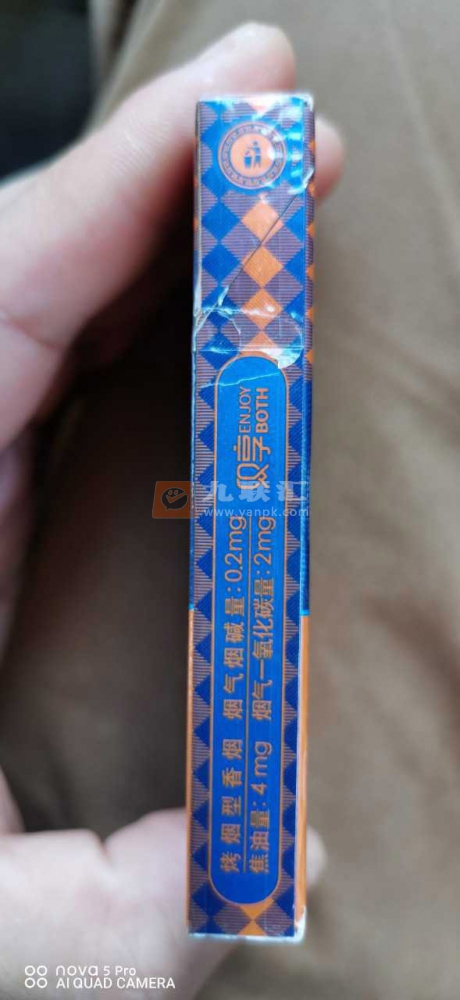 双享 ENJOY
BOTH
烤烟型香烟 烟气烟碱量:0.2mg
焦油量:4mg 烟气一氧化碳量:2mg
九联汇
www.yanpk.com
nova 5 Pro
AI QUAD CAMERA